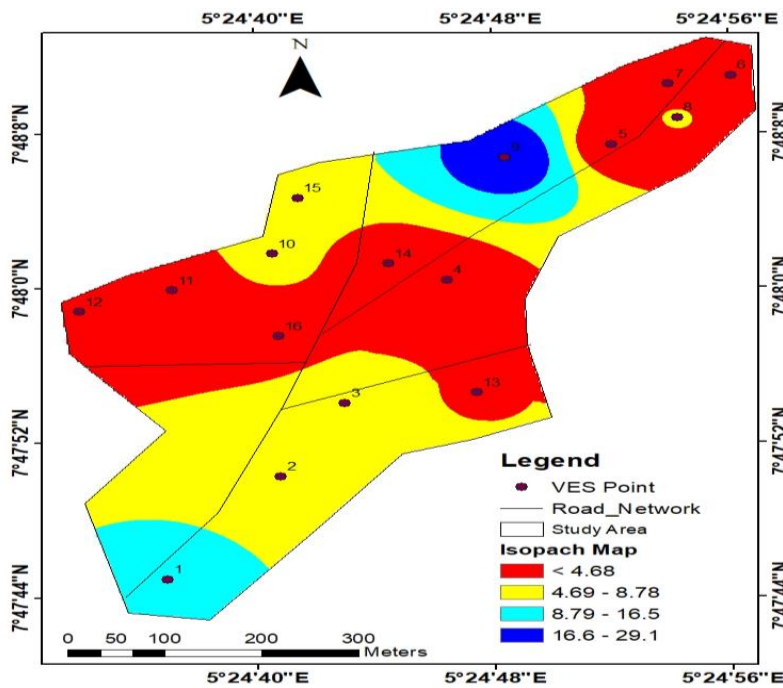 5°24'40"E 5°24'48"E 5°24'56"E
N
7°48'8"N 7°48'8"N
7°48'0"N 7°48'0"N
7°47'52"N 7°47'52"N
7°47'44"N 7°47'44"N
7
6
8
5
9
15
10
14
4
11
12
16
13
3
2
1
Legend
VES Point
Road_Network
Study Area
Isopach Map
< 4.68
4.69 - 8.78
8.79 - 16.5
16.6 - 29.1
0 50 100 200 300
Meters
5°24'40"E 5°24'48"E 5°24'56"E